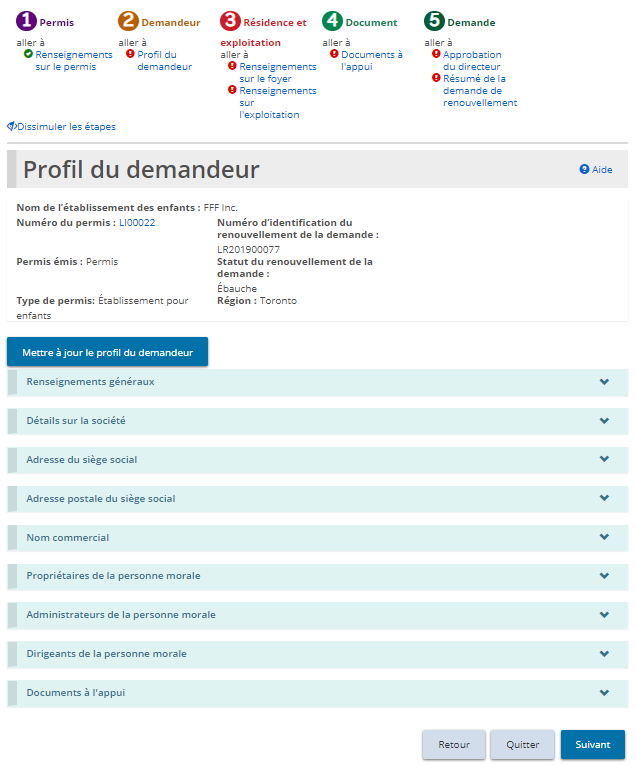 1 Permis
aller à
Renseignements
sur le permis
2 Demandeur
aller à
Profil du
demandeur
3 Résidence et
exploitation
aller à
Renseignements
sur le foyer
Renseignements
sur
l'exploitation
4 Document
aller à
Documents à
l'appui
5 Demande
aller à
Approbation
du directeur
Résumé de la
demande de
renouvellement
Dissimuler les étapes
Profil du demandeur
Aide
Nom de l'établissement des enfants : FFF Inc.
Numéro du permis : LI00022
Numéro d'identification du
renouvellement de la demande :
LR201900077
Permis émis : Permis
Statut du renouvellement de la
demande :
Ébauche
Type de permis: Établissement pour
enfants
Région : Toronto
Mettre à jour le profil du demandeur
Renseignements généraux
Détails sur la société
Adresse du siège social
Adresse postale du siège social
Nom commercial
Propriétaires de la personne morale
Administrateurs de la personne morale
Dirigeants de la personne morale
Documents à l'appui
Retour
Quitter
Suivant